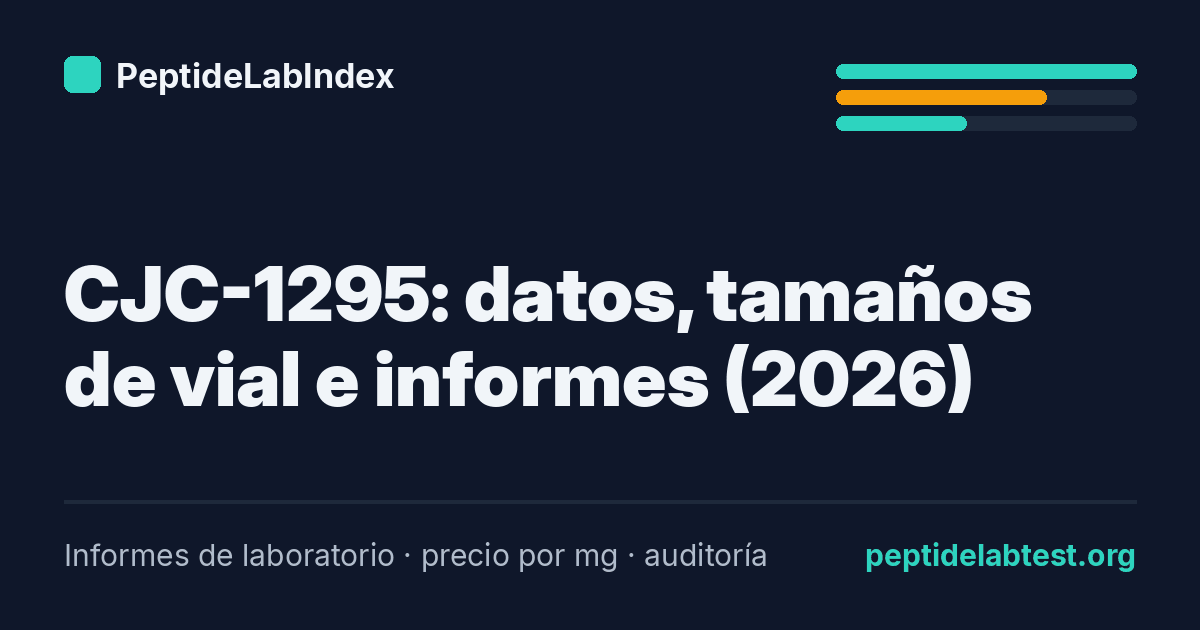 PeptideLabIndex
CJC-1295: datos, tamaños
de vial e informes (2026)
Informes de laboratorio · precio por mg · auditoría
peptidelabtest.org